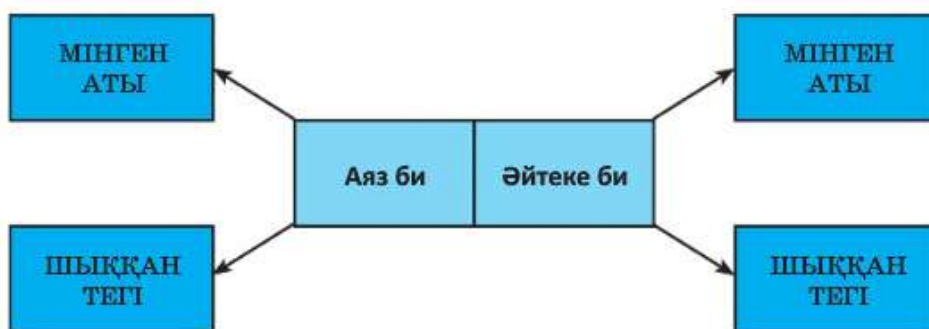 МІНГЕН
АТЫ
МІНГЕН
АТЫ
Аяз би
Әйтеке би
ШЫҚҚАН
ТЕГІ
ШЫҚҚАН
ТЕГІ